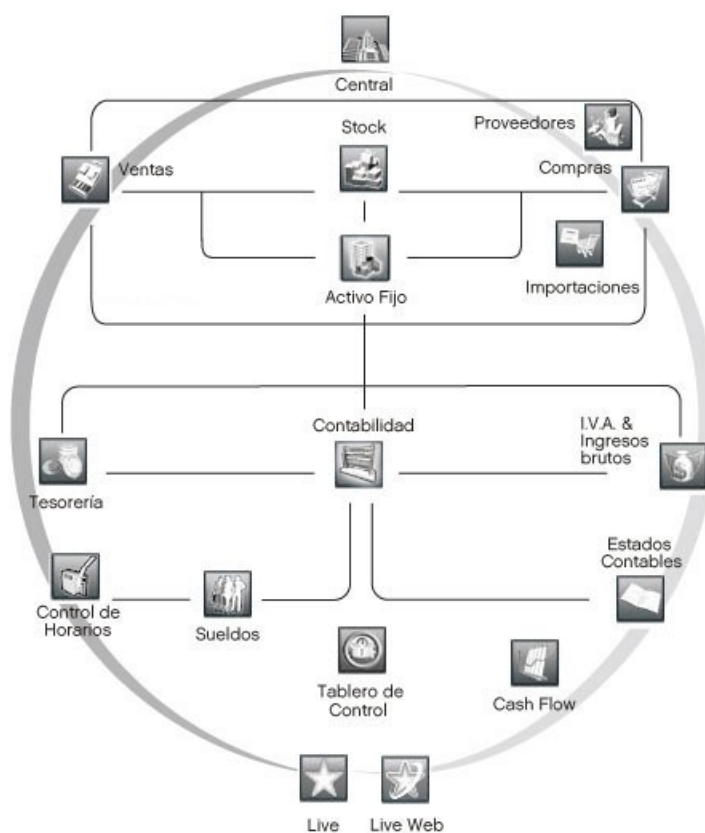 Central
Stock
Proveedores
Ventas
Compras
Activo Fijo
Importaciones
Contabilidad
I.V.A. &
Ingresos
brutos
Tesorería
Estados
Contables
Control de
Horarios
Sueldos
Tablero de
Control
Cash Flow
Live
Live Web